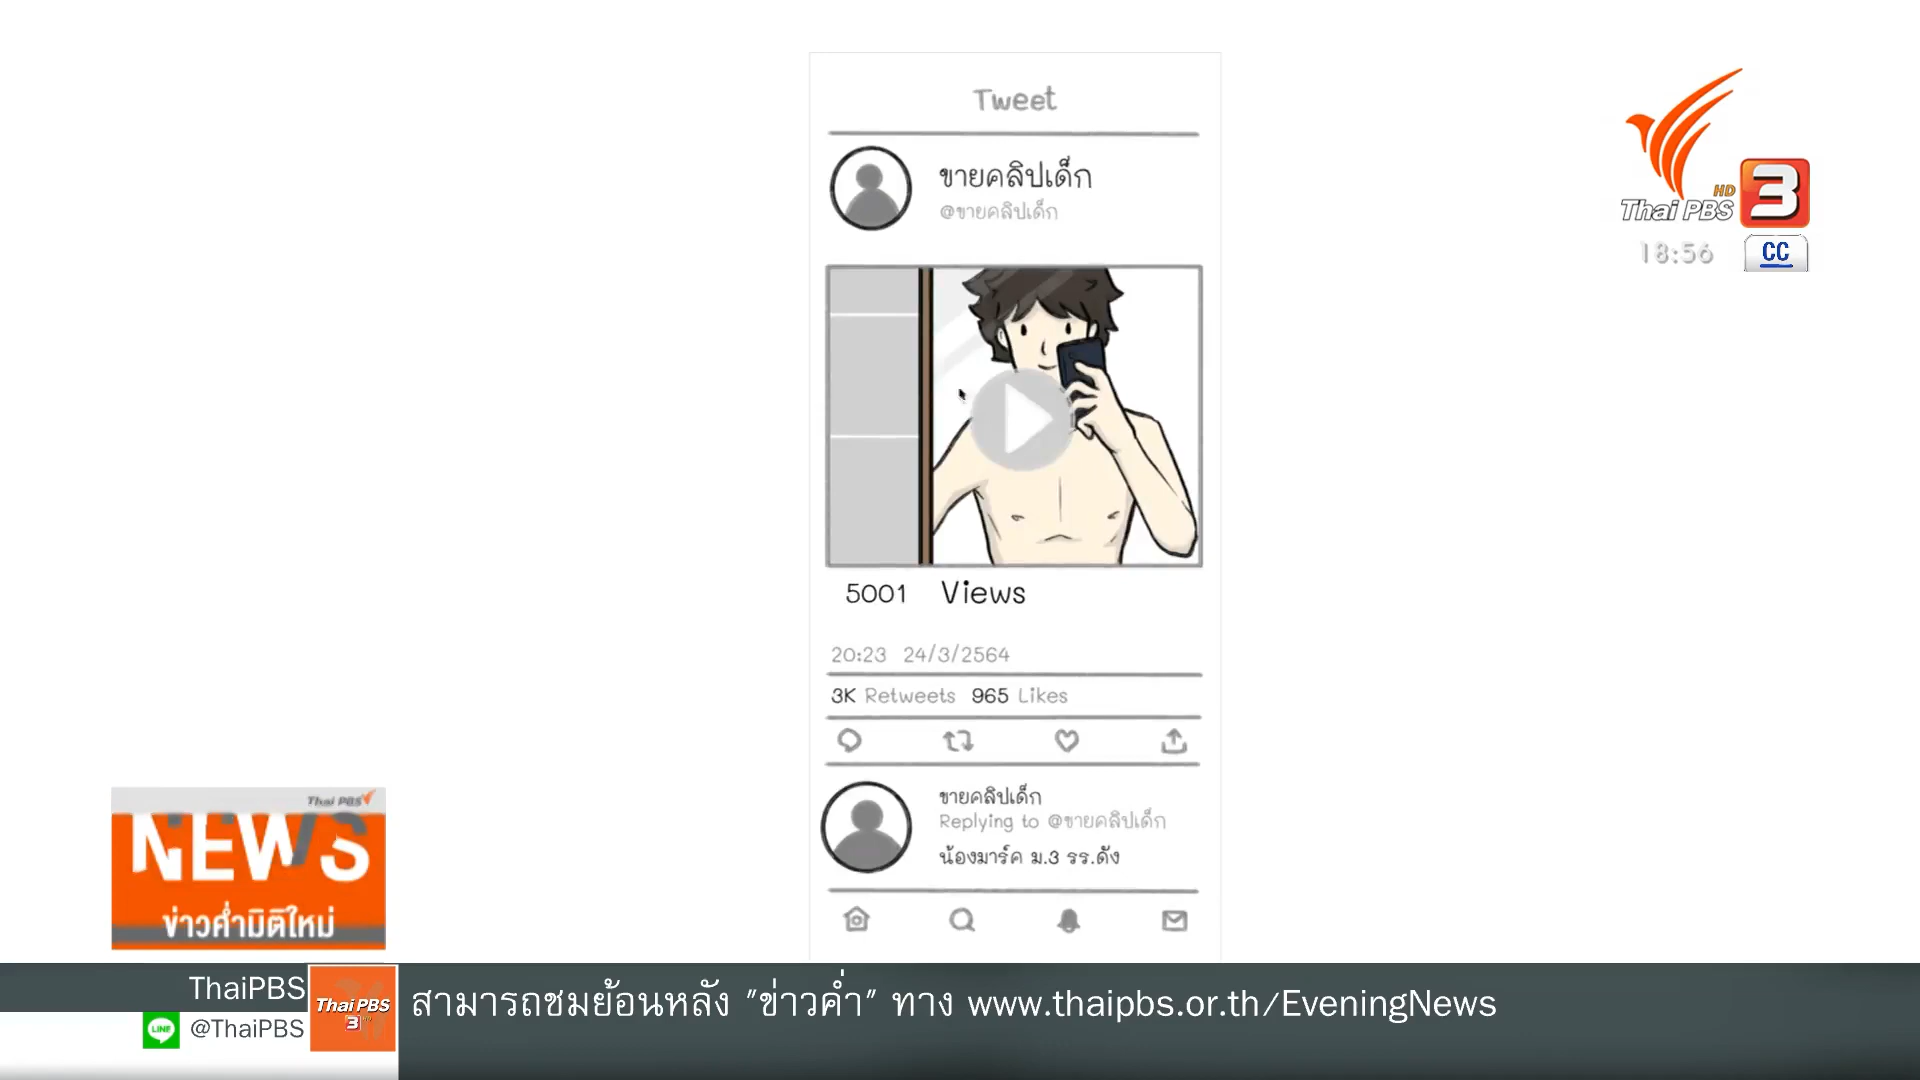 Tweet
ขายคลิปเด็ก
@ขายคลิปเด็ก
HD
Thai PBS 3
18:56 CC
5001 Views
20:23 24/3/2564
3K Retweets 965 Likes
ขายคลิปเด็ก
Replying to @ขายคลิปเด็ก
น้องมาร์ค ม.3 รร.ดัง
Thai PBS
NEWS
ข่าวค่ำมิติใหม่
ThaiPBS
LINE @ThaiPBS
Thai PBS
3 HD
สามารถชมย้อนหลัง "ข่าวค่ำ" ทาง www.thaipbs.or.th/EveningNews